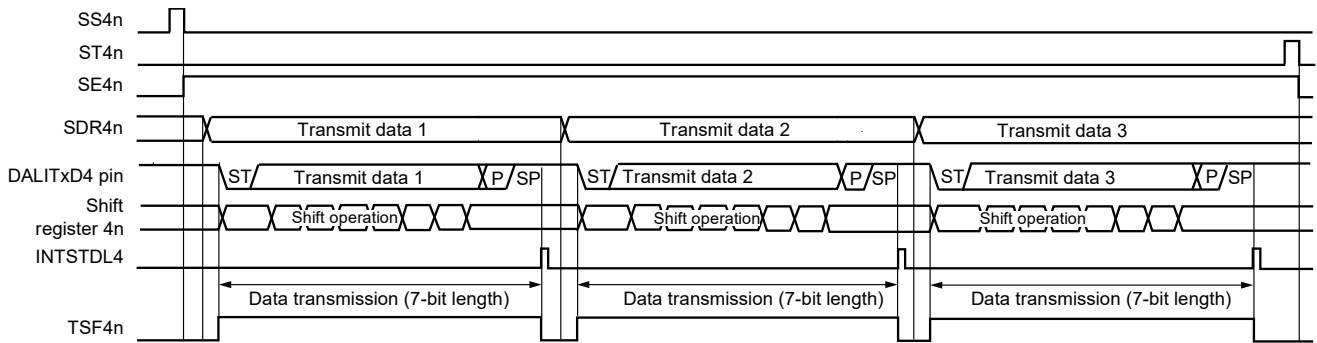 SS4n
ST4n
SE4n
SDR4n Transmit data 1 Transmit data 2 Transmit data 3
DALITxD4 pin ST Transmit data 1 P SP ST Transmit data 2 P SP ST Transmit data 3 P SP
Shift
register 4n Shift operation Shift operation Shift operation
INTSTDL4
Data transmission (7-bit length) Data transmission (7-bit length) Data transmission (7-bit length)
TSF4n